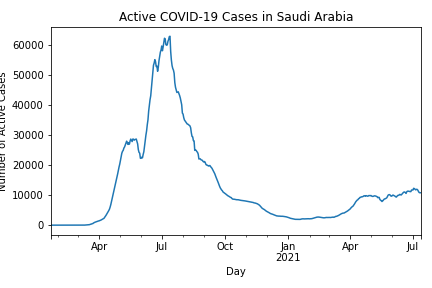 Active COVID-19 Cases in Saudi Arabia
60000
50000
40000
30000
20000
10000
0
Number of Active Cases
Apr Jul Oct Jan Apr Jul
2021
Day